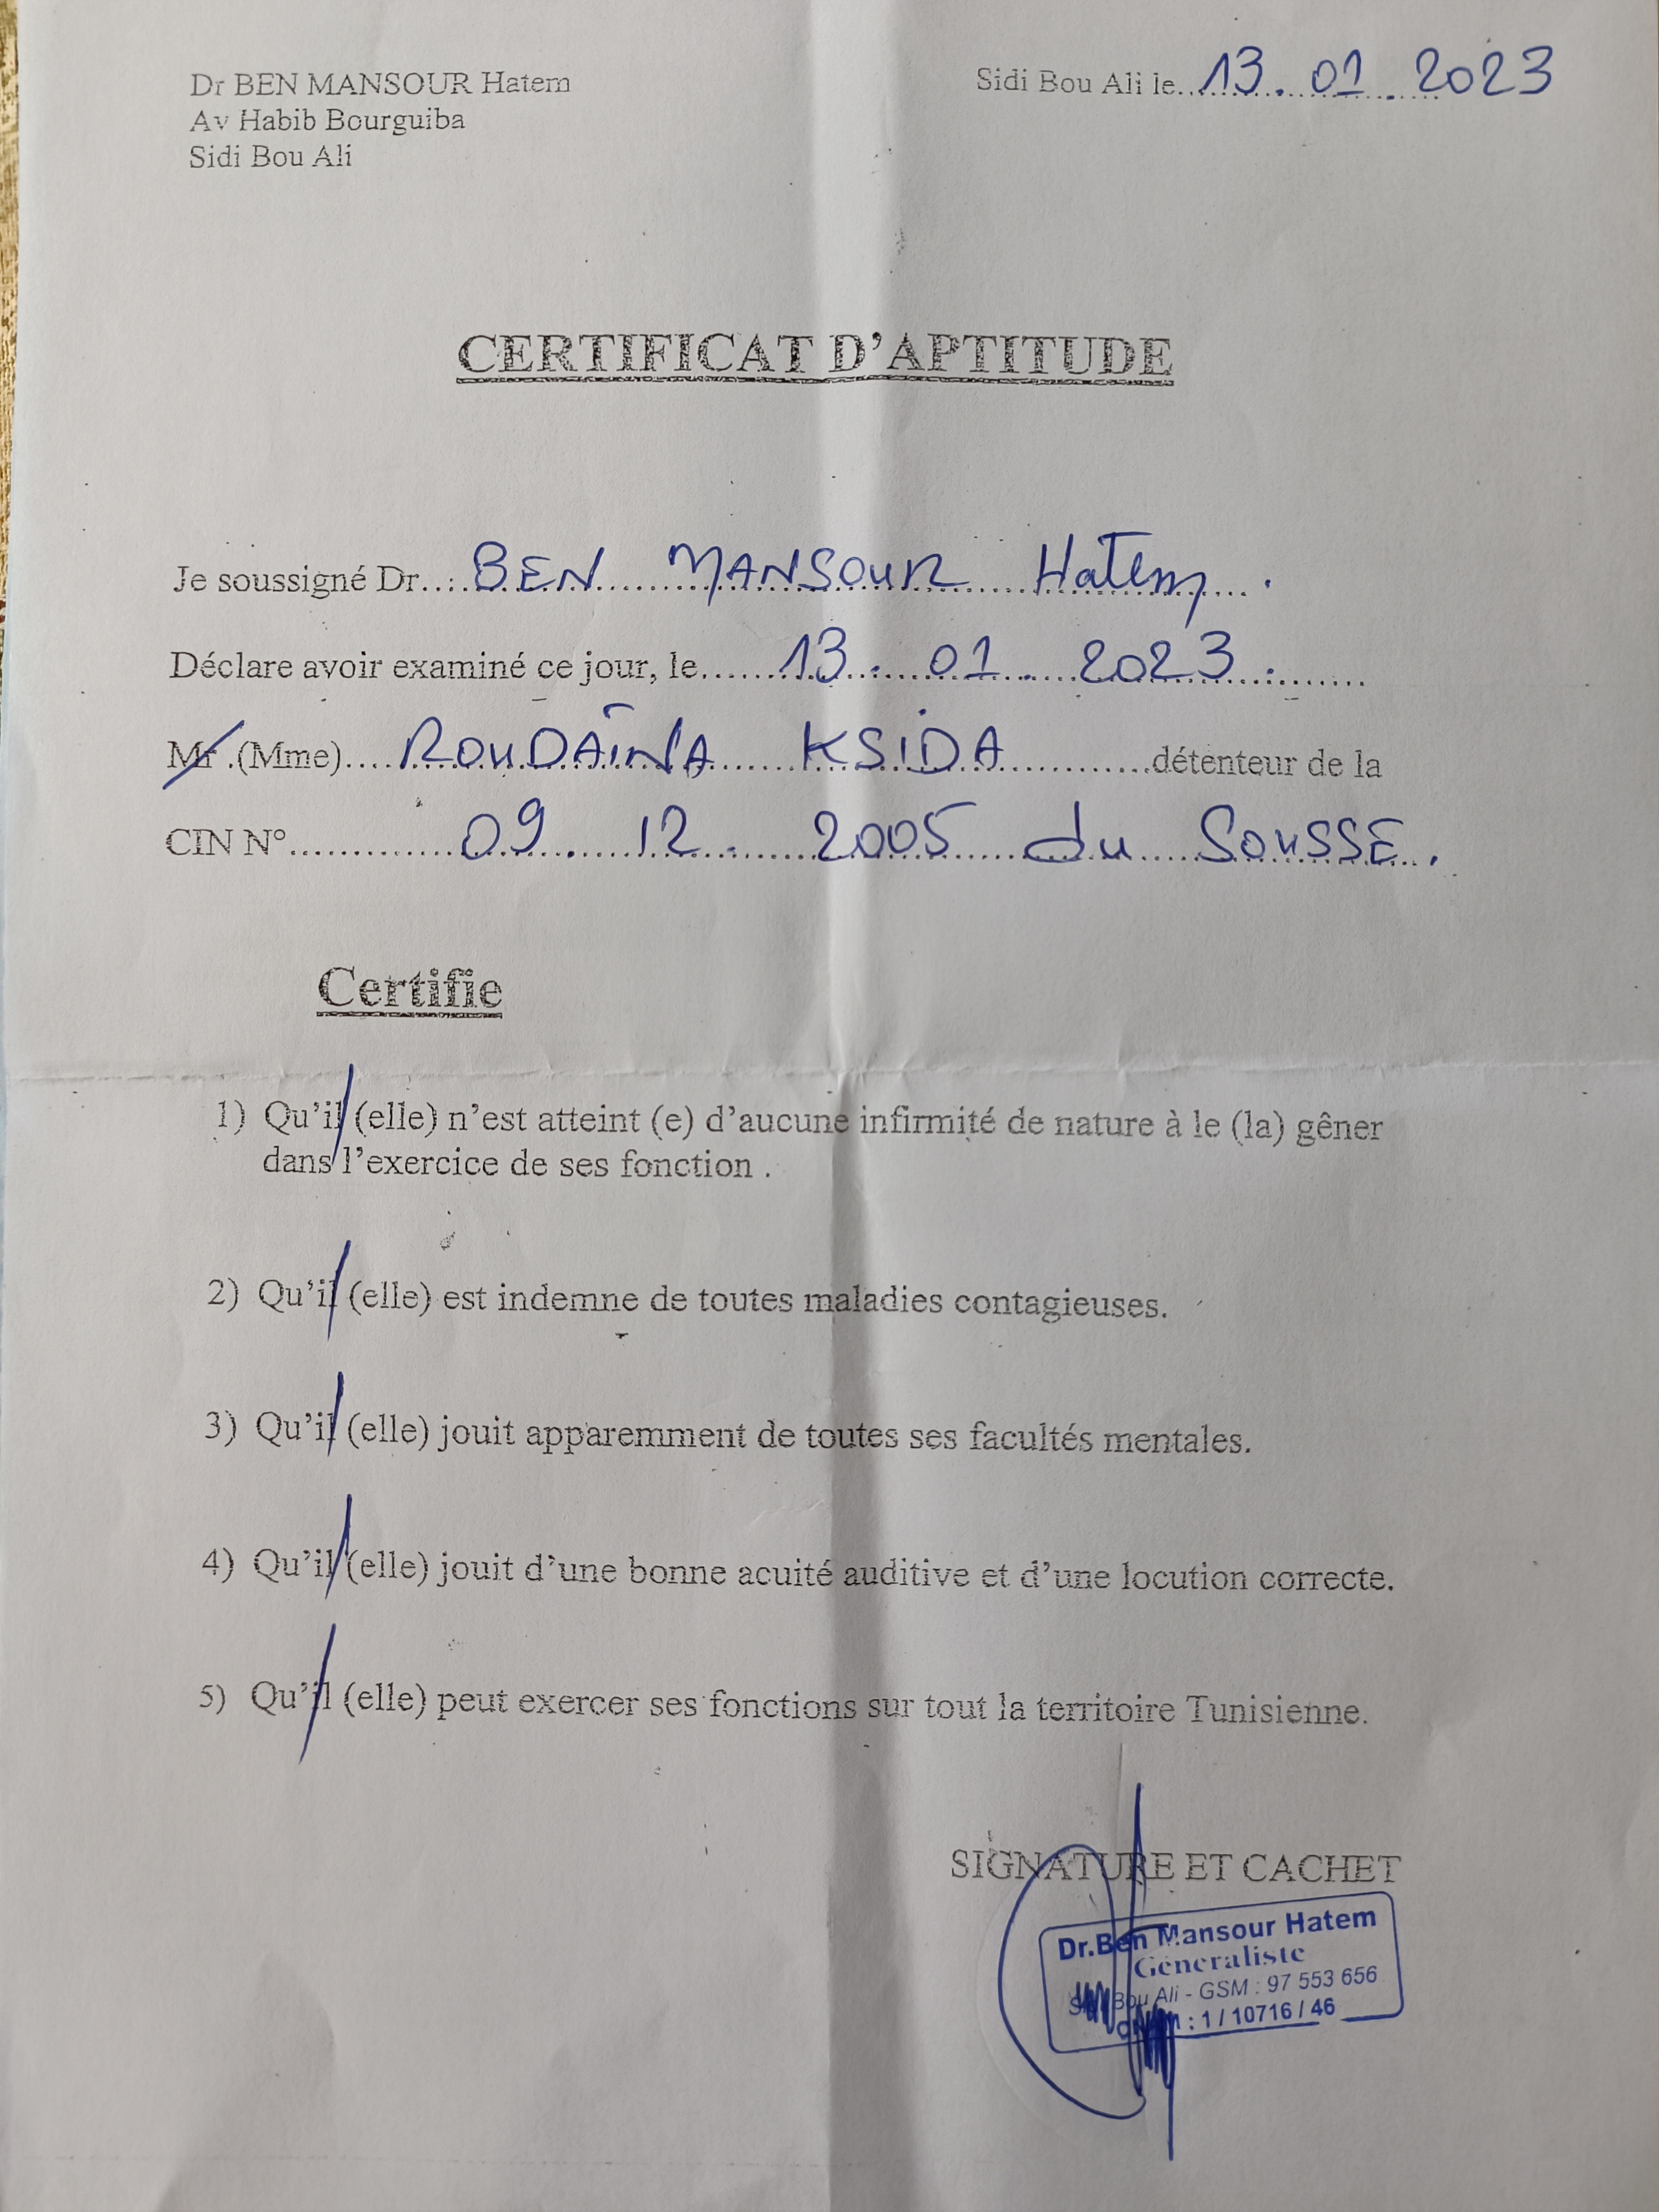 Dr BEN MANSOUR Hatem
Av Habib Bourguiba
Sidi Bou Ali
Sidi Bou Ali le..13.01.2023
CERTIFICAT D'APTITUDE
Je soussigné Dr....BEN MANSOUR Hatem.
Déclare avoir examiné ce jour, le......13.01.2023.
Mr.(Mme)....ROUDAÏNA KSIDA.........détenteur de la
CIN N°............09.12.2005 du SOUSSE.
Certifie
1) Qu'il (elle) n'est atteint (e) d'aucune infirmité de nature à le (la) gêner
dans l'exercice de ses fonction .
2) Qu'il (elle) est indemne de toutes maladies contagieuses.
3) Qu'il (elle) jouit apparemment de toutes ses facultés mentales.
4) Qu'il (elle) jouit d'une bonne acuité auditive et d'une locution correcte.
5) Qu'il (elle) peut exercer ses fonctions sur tout la territoire Tunisienne.
SIGNATURE ET CACHET
Dr.Ben Mansour Hatem
Généraliste
Bou Ali - GSM : 97 553 656
: 1 / 10716 / 46